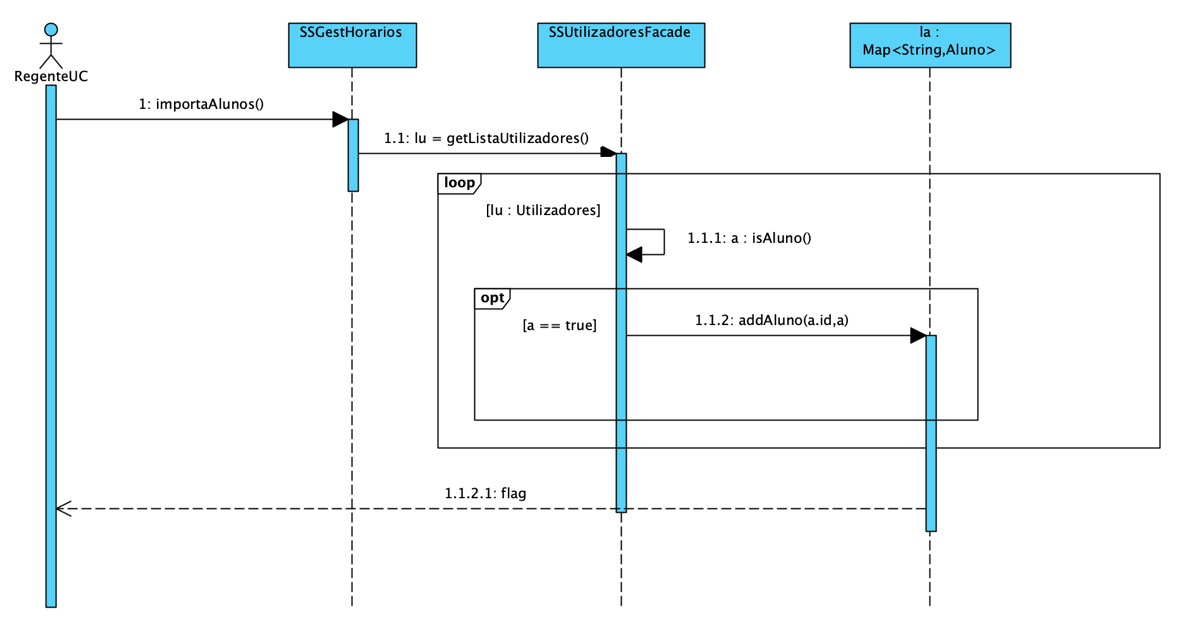 SSGestHorarios
SSUtilizadoresFacade
la :
Map<String,Aluno>
RegenteUC
1: importaAlunos()
1.1: lu = getListaUtilizadores()
loop
[lu : Utilizadores]
1.1.1: a : isAluno()
opt
[a == true]
1.1.2: addAluno(a.id,a)
1.1.2.1: flag